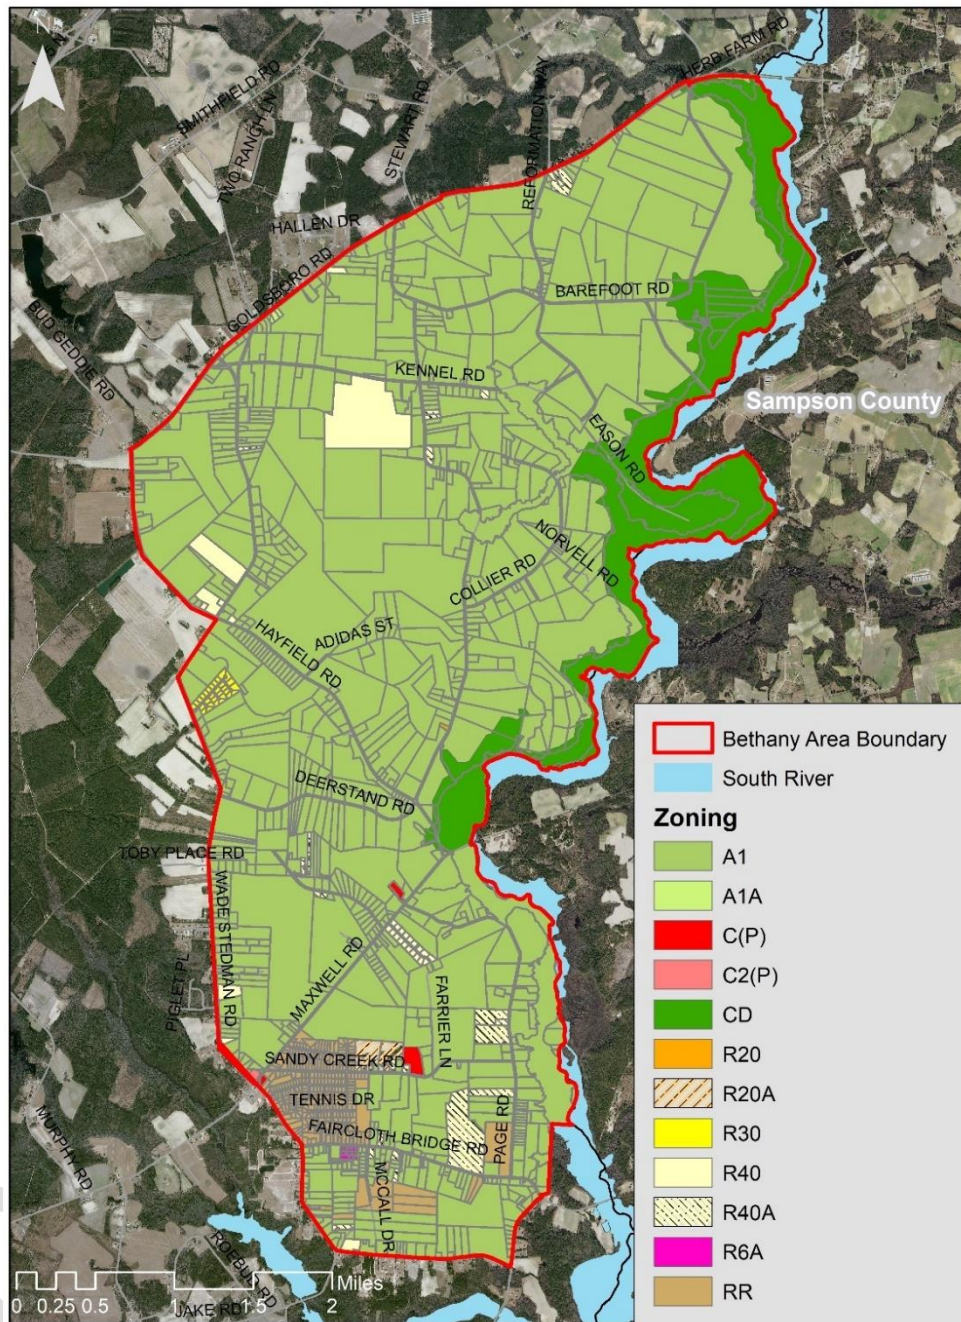 N
HERB FARM RD
SMITHFIELD RD
STEWART RD
REFORMATION WAY
TWO RANGH LN
HALLEN DR
GOLDSBORO RD
BAREFOOT RD
BUD GEDDIE RD
KENNEL RD
Sampson County
EASON RD
NORVELL RD
COLLIER RD
ADIDAS ST
HAYFIELD RD
DEERSTAND RD
TOBY PLACE RD
WADE STEDMAN RD
PIGLET PL
MAXWELL RD
FARRIER LN
SANDY CREEK RD
TENNIS DR
FAIRCLOTH BRIDGE RD
PAGE RD
MCCALL DR
MURPHY RD
ROEBUCK RD
JAKE RD
Miles
0 0.25 0.5 1 1.5 2
Bethany Area Boundary
South River
Zoning
A1
A1A
C(P)
C2(P)
CD
R20
R20A
R30
R40
R40A
R6A
RR